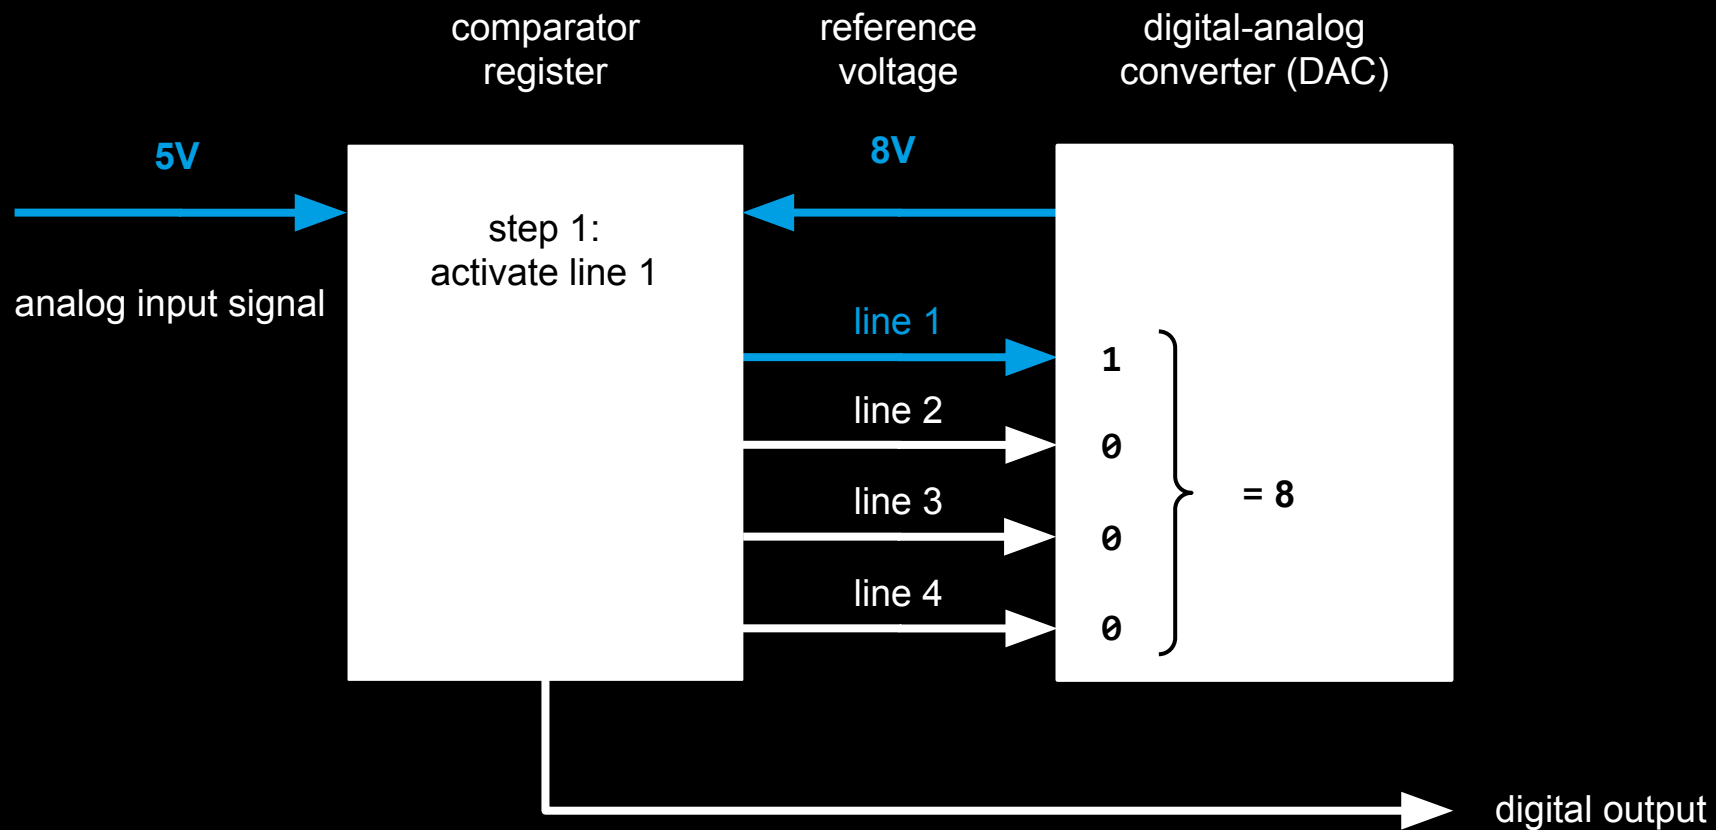 comparator
register
reference
voltage
digital-analog
converter (DAC)
5V
8V
step 1:
activate line 1
analog input signal
line 1
1
line 2
0
line 3
= 8
0
line 4
0
digital output